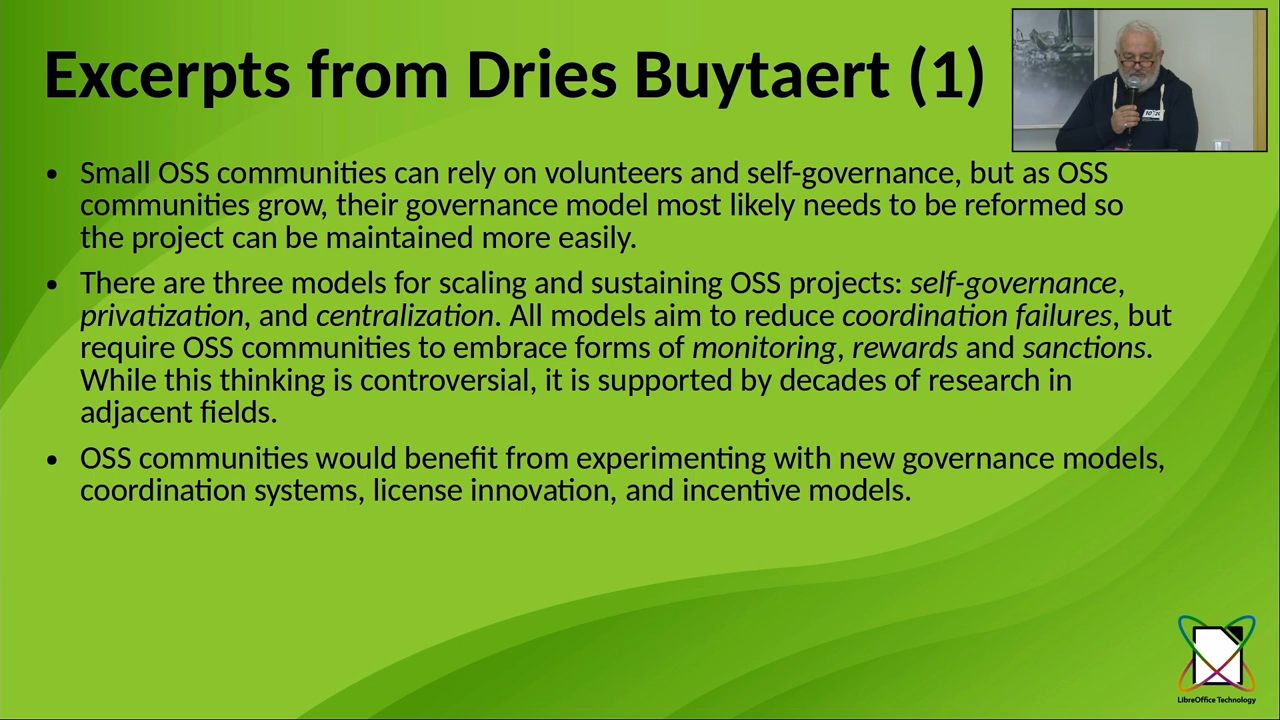 Excerpts from Dries Buytaert (1)
• Small OSS communities can rely on volunteers and self-governance, but as OSS
communities grow, their governance model most likely needs to be reformed so
the project can be maintained more easily.
• There are three models for scaling and sustaining OSS projects: self-governance,
privatization, and centralization. All models aim to reduce coordination failures, but
require OSS communities to embrace forms of monitoring, rewards and sanctions.
While this thinking is controversial, it is supported by decades of research in
adjacent fields.
• OSS communities would benefit from experimenting with new governance models,
coordination systems, license innovation, and incentive models.
LibreOffice Technology